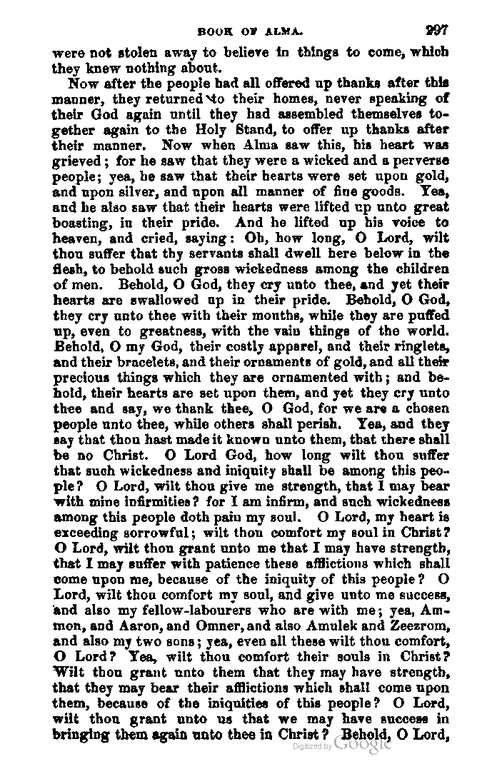 BOOK OF ALMA. 297
were not stolen away to believe in things to come, which
they knew nothing about.
Now after the people had all offered up thanks after this
manner, they returned to their homes, never speaking of
their God again until they had assembled themselves to-
gether again to the Holy Stand, to offer up thanks after
their manner. Now when Alma saw this, his heart was
grieved; for he saw that they were a wicked and a perverse
people; yea, he saw that their hearts were set upon gold,
and upon silver, and upon all manner of fine goods. Yea,
and he also saw that their hearts were lifted up unto great
boasting, in their pride. And he lifted up his voice to
heaven, and cried, saying: Oh, how long, O Lord, wilt
thou suffer that thy servants shall dwell here below in the
flesh, to behold such gross wickedness among the children
of men. Behold, O God, they cry unto thee, and yet their
hearts are swallowed up in their pride. Behold, O God,
they cry unto thee with their mouths, while they are puffed
up, even to greatness, with the vain things of the world.
Behold, O my God, their costly apparel, and their ringlets,
and their bracelets, and their ornaments of gold, and all their
precious things which they are ornamented with; and be-
hold, their hearts are set upon them, and yet they cry unto
thee and say, we thank thee, O God, for we are a chosen
people unto thee, while others shall perish. Yea, and they
say that thou hast made it known unto them, that there shall
be no Christ. O Lord God, how long wilt thou suffer
that such wickedness and iniquity shall be among this peo-
ple? O Lord, wilt thou give me strength, that I may bear
with mine infirmities? for I am infirm, and such wickedness
among this people doth pain my soul. O Lord, my heart is
exceeding sorrowful; wilt thou comfort my soul in Christ?
O Lord, wilt thou grant unto me that I may have strength,
that I may suffer with patience these afflictions which shall
come upon me, because of the iniquity of this people? O
Lord, wilt thou comfort my soul, and give unto me success,
and also my fellow-labourers who are with me; yea, Am-
mon, and Aaron, and Omner, and also Amulek and Zeezrom,
and also my two sons; yea, even all these wilt thou comfort,
O Lord? Yea, wilt thou comfort their souls in Christ?
Wilt thou grant unto them that they may have strength,
that they may bear their afflictions which shall come upon
them, because of the iniquities of this people? O Lord,
wilt thou grant unto us that we may have success in
bringing them again unto thee in Christ? Behold, O Lord,
Digitized by Google